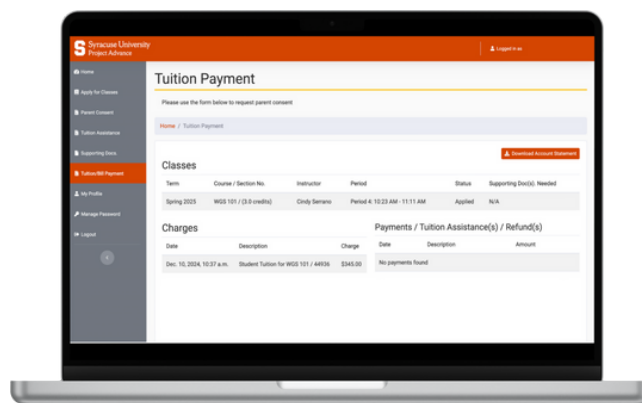 Syracuse University
Project Advance
Logged in as
Home
Apply for Classes
Parent Consent
Tuition Assistance
Supporting Docs.
Tuition/Bill Payment
My Profile
Manage Password
Logout
Tuition Payment
Please use the form below to request parent consent
Home / Tuition Payment
Download Account Statement
Classes
Term Course / Section No. Instructor Period Status Supporting Doc(s). Needed
Spring 2025 WGS 101 / (3.0 credits) Cindy Serrano Period 4: 10:23 AM - 11:11 AM Applied N/A
Charges
Date Description Charge
Dec. 10, 2024, 10:37 a.m. Student Tuition for WGS 101 / 44936 $345.00
Payments / Tuition Assistance(s) / Refund(s)
Date Description Amount
No payments found